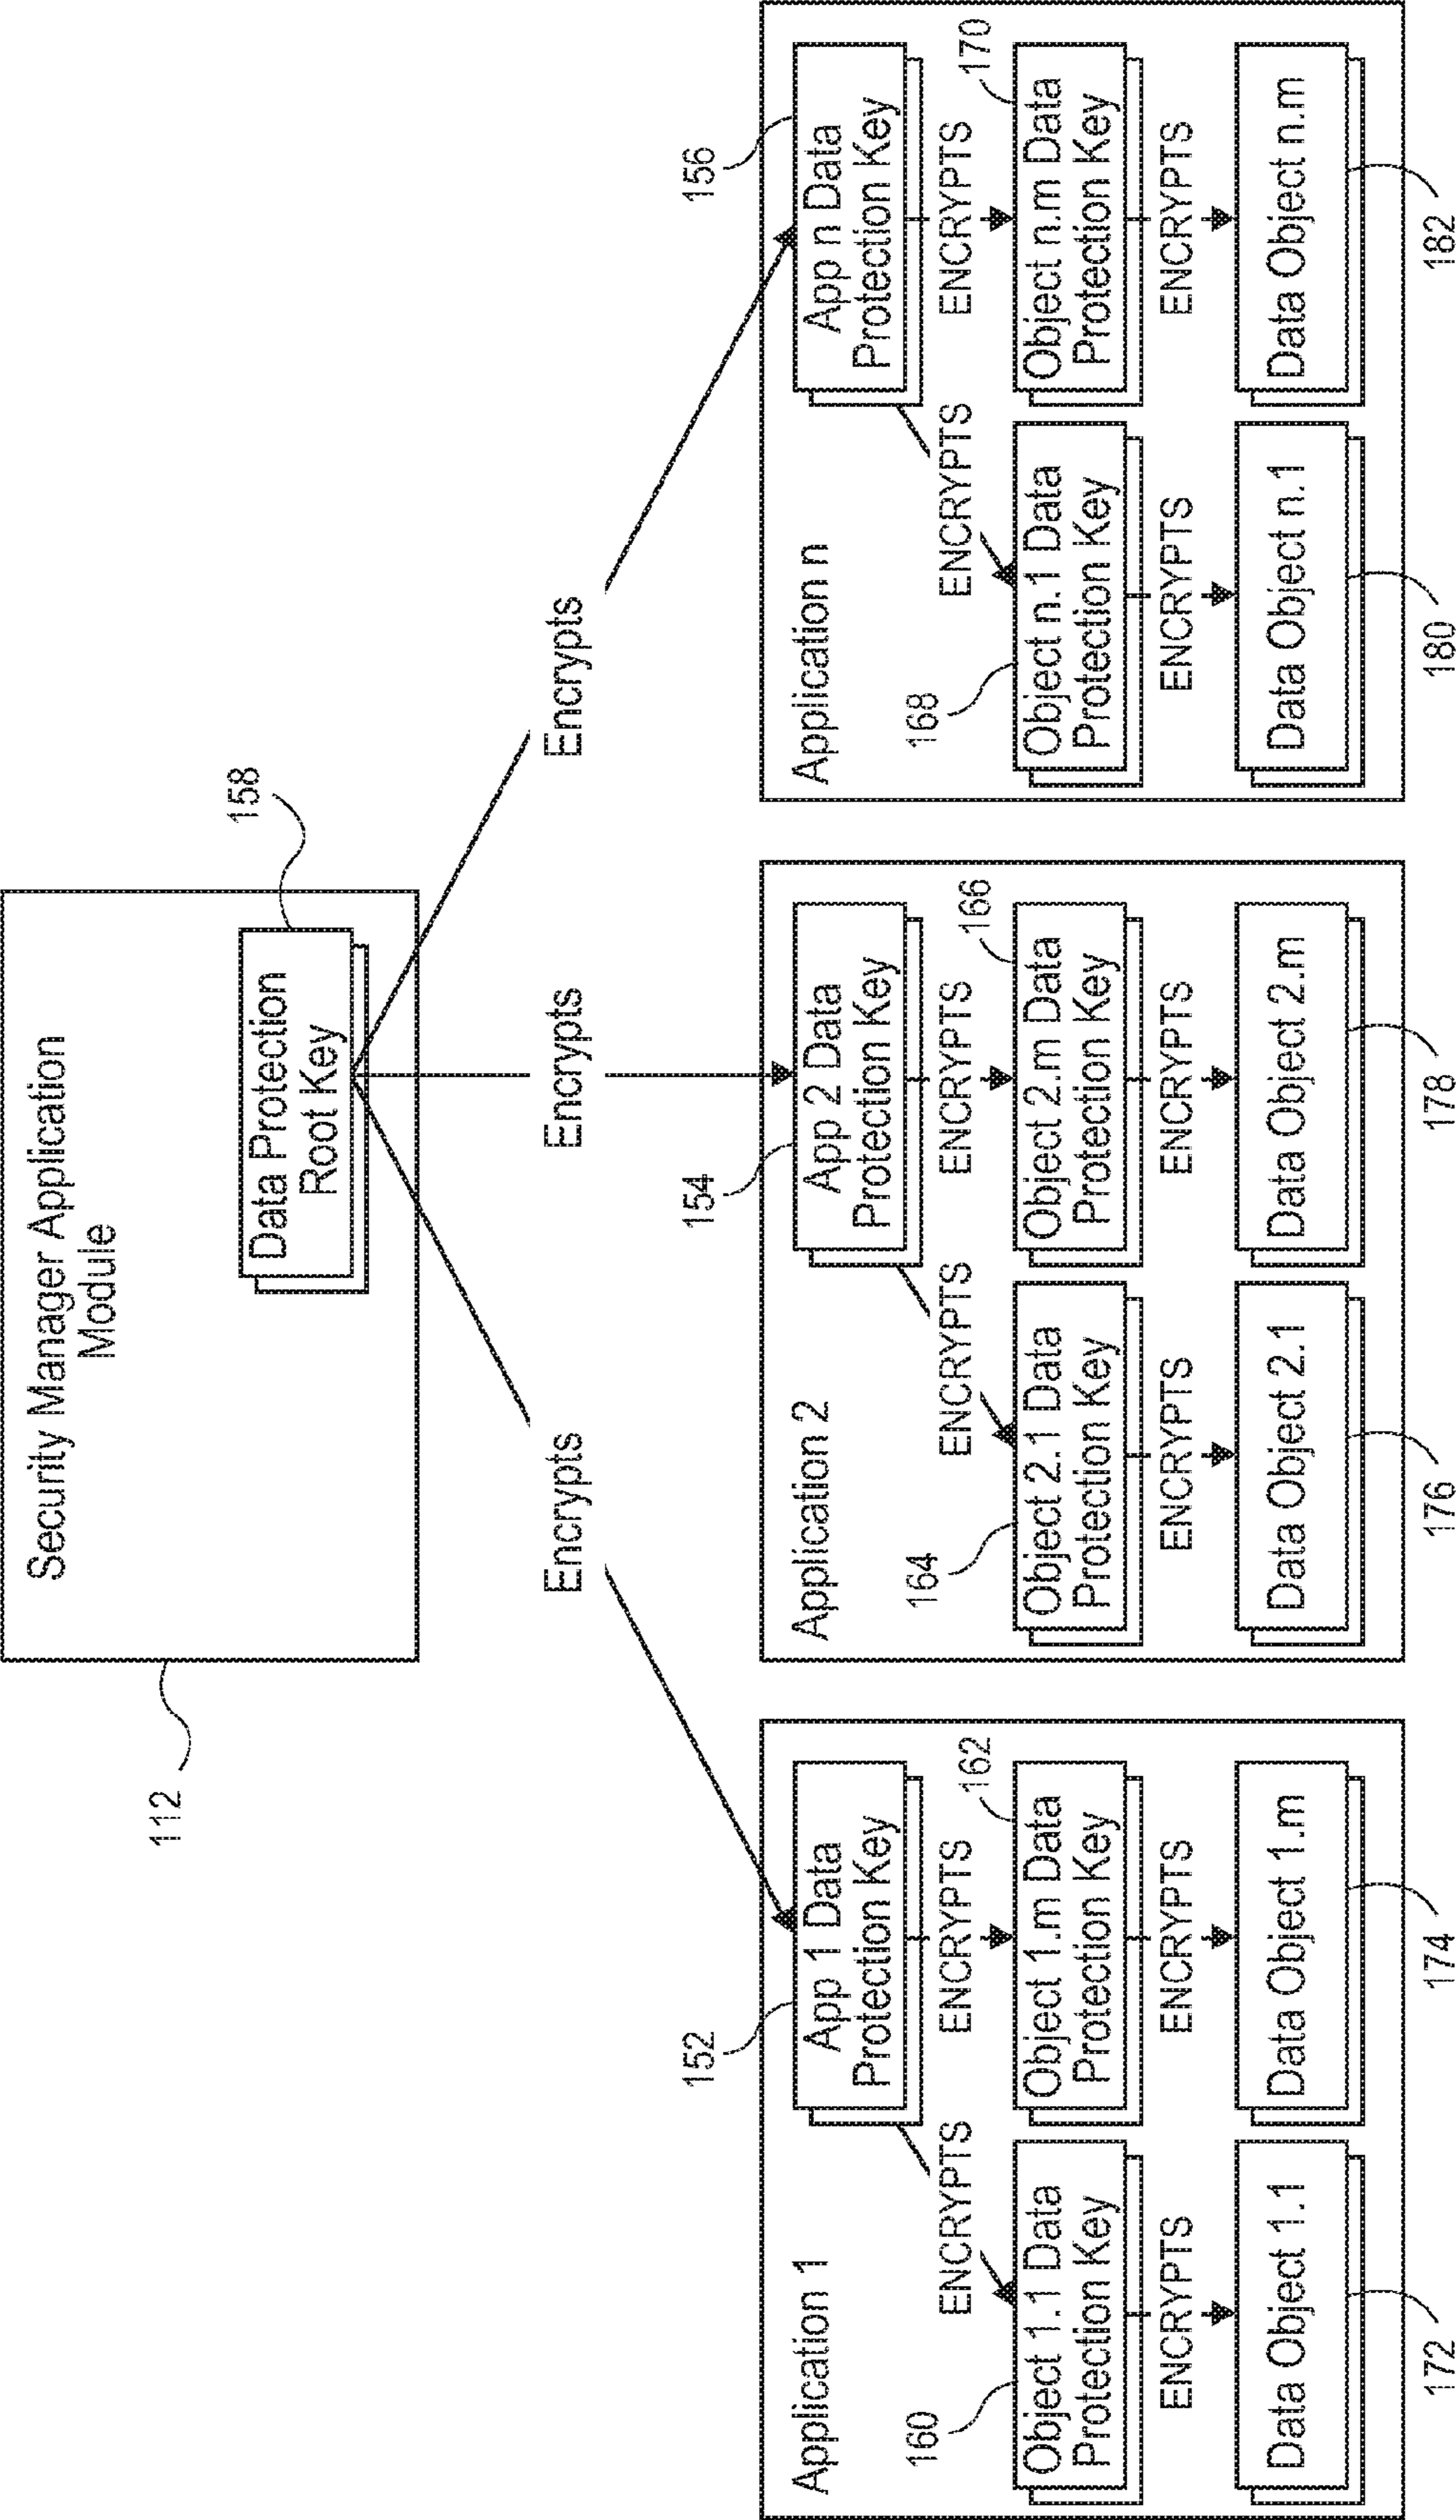 Security Manager Application
Module
112
Data Protection
Root Key
158
Encrypts
Encrypts
Encrypts
Application 1
152
App 1 Data
Protection Key
ENCRYPTS
ENCRYPTS
160
Object 1.1 Data
Protection Key
162
Object 1.m Data
Protection Key
ENCRYPTS
ENCRYPTS
Data Object 1.1
Data Object 1.m
172
174
Application 2
154
App 2 Data
Protection Key
ENCRYPTS
ENCRYPTS
164
Object 2.1 Data
Protection Key
166
Object 2.m Data
Protection Key
ENCRYPTS
ENCRYPTS
Data Object 2.1
Data Object 2.m
176
178
Application n
156
App n Data
Protection Key
ENCRYPTS
ENCRYPTS
168
Object n.1 Data
Protection Key
170
Object n.m Data
Protection Key
ENCRYPTS
ENCRYPTS
Data Object n.1
Data Object n.m
180
182